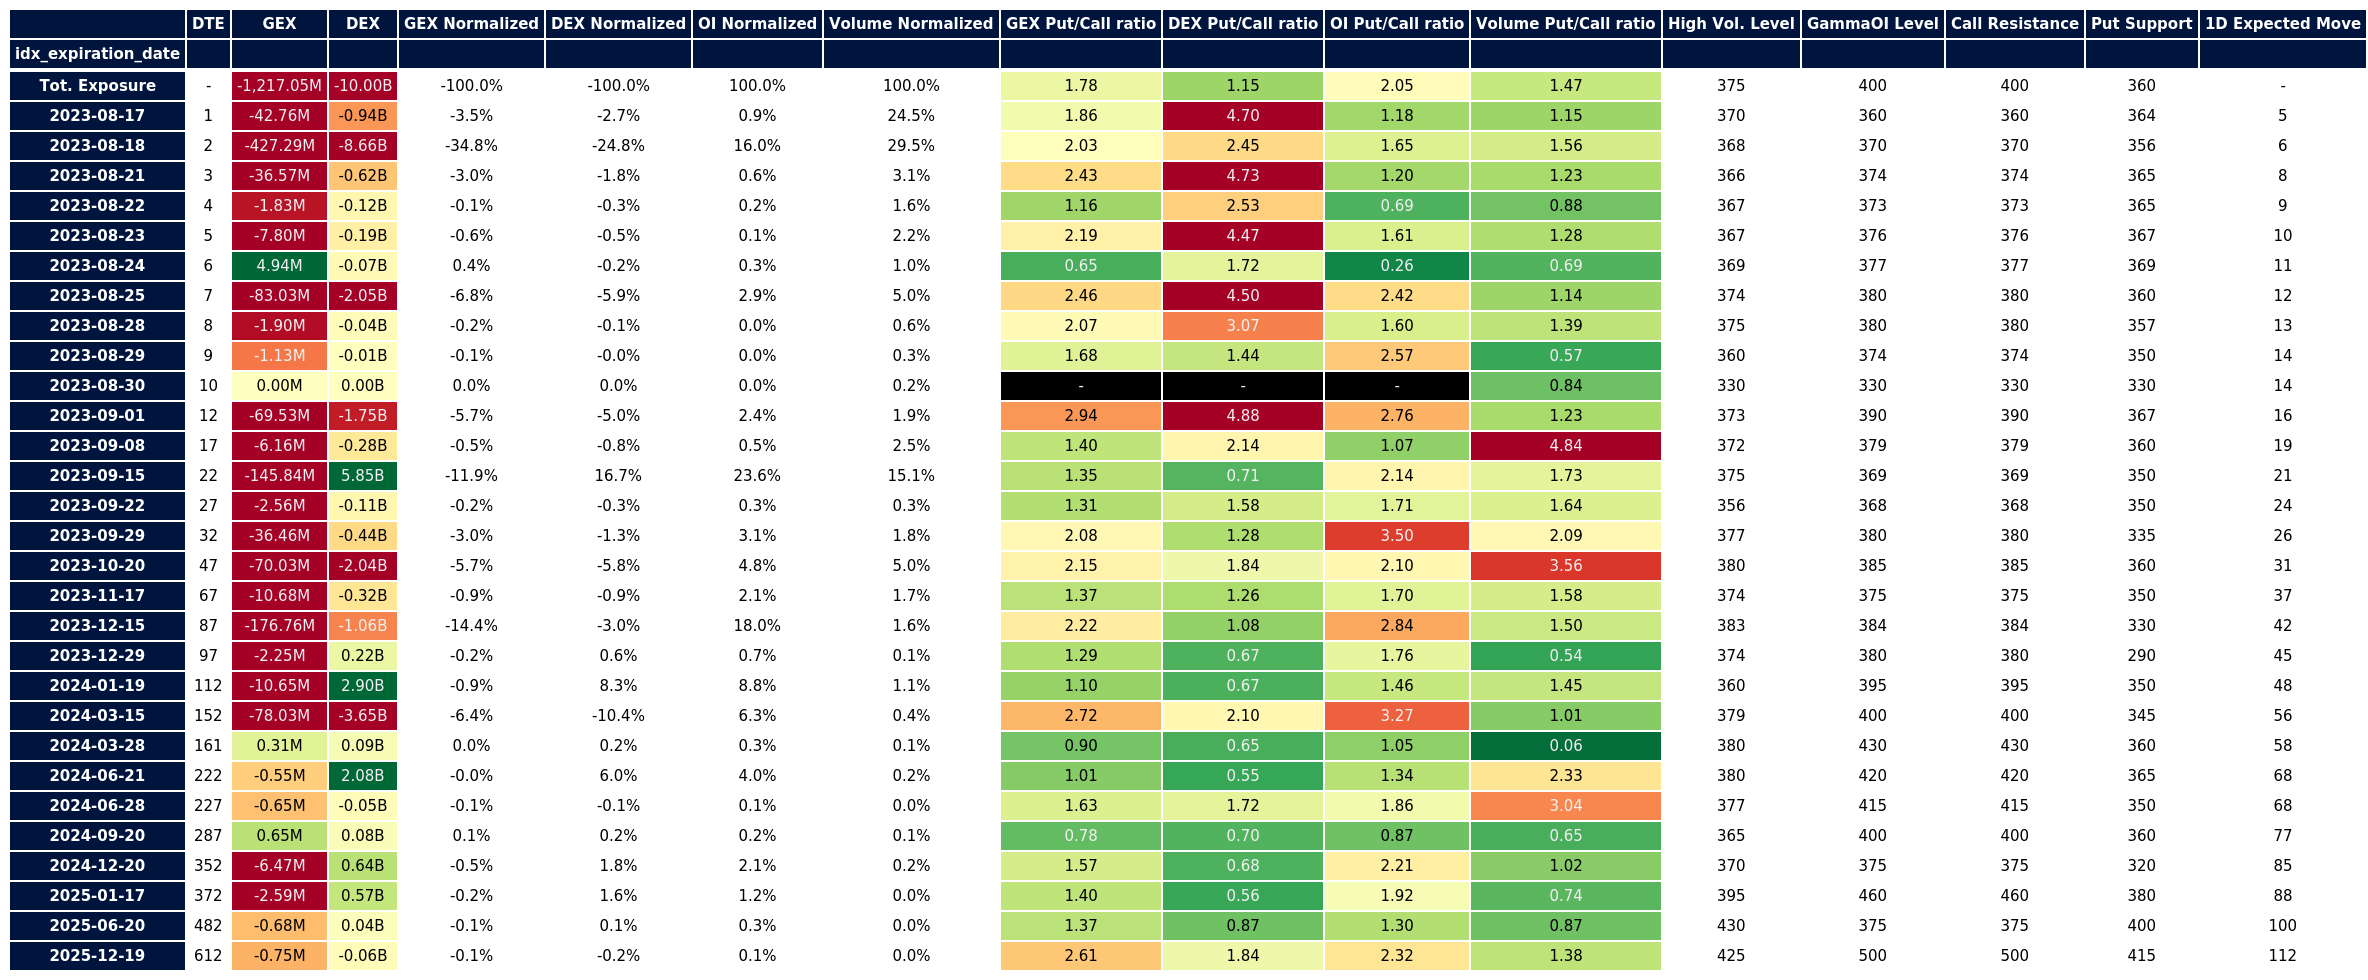 DTE GEX DEX GEX Normalized DEX Normalized OI Normalized Volume Normalized GEX Put/Call ratio DEX Put/Call ratio OI Put/Call ratio Volume Put/Call ratio High Vol. Level GammaOI Level Call Resistance Put Support 1D Expected Move
idx_expiration_date
Tot. Exposure - -1,217.05M -10.00B -100.0% -100.0% 100.0% 100.0% 1.78 1.15 2.05 1.47 375 400 400 360 -
2023-08-17 1 -42.76M -0.94B -3.5% -2.7% 0.9% 24.5% 1.86 4.70 1.18 1.15 370 360 360 364 5
2023-08-18 2 -427.29M -8.66B -34.8% -24.8% 16.0% 29.5% 2.03 2.45 1.65 1.56 368 370 370 356 6
2023-08-21 3 -36.57M -0.62B -3.0% -1.8% 0.6% 3.1% 2.43 4.73 1.20 1.23 366 374 374 365 8
2023-08-22 4 -1.83M -0.12B -0.1% -0.3% 0.2% 1.6% 1.16 2.53 0.69 0.88 367 373 373 365 9
2023-08-23 5 -7.80M -0.19B -0.6% -0.5% 0.1% 2.2% 2.19 4.47 1.61 1.28 367 376 376 367 10
2023-08-24 6 4.94M -0.07B 0.4% -0.2% 0.3% 1.0% 0.65 1.72 0.26 0.69 369 377 377 369 11
2023-08-25 7 -83.03M -2.05B -6.8% -5.9% 2.9% 5.0% 2.46 4.50 2.42 1.14 374 380 380 360 12
2023-08-28 8 -1.90M -0.04B -0.2% -0.1% 0.0% 0.6% 2.07 3.07 1.60 1.39 375 380 380 357 13
2023-08-29 9 -1.13M -0.01B -0.1% -0.0% 0.0% 0.3% 1.68 1.44 2.57 0.57 360 374 374 350 14
2023-08-30 10 0.00M 0.00B 0.0% 0.0% 0.0% 0.2% - - - 0.84 330 330 330 330 14
2023-09-01 12 -69.53M -1.75B -5.7% -5.0% 2.4% 1.9% 2.94 4.88 2.76 1.23 373 390 390 367 16
2023-09-08 17 -6.16M -0.28B -0.5% -0.8% 0.5% 2.5% 1.40 2.14 1.07 4.84 372 379 379 360 19
2023-09-15 22 -145.84M 5.85B -11.9% 16.7% 23.6% 15.1% 1.35 0.71 2.14 1.73 375 369 369 350 21
2023-09-22 27 -2.56M -0.11B -0.2% -0.3% 0.3% 0.3% 1.31 1.58 1.71 1.64 356 368 368 350 24
2023-09-29 32 -36.46M -0.44B -3.0% -1.3% 3.1% 1.8% 2.08 1.28 3.50 2.09 377 380 380 335 26
2023-10-20 47 -70.03M -2.04B -5.7% -5.8% 4.8% 5.0% 2.15 1.84 2.10 3.56 380 385 385 360 31
2023-11-17 67 -10.68M -0.32B -0.9% -0.9% 2.1% 1.7% 1.37 1.26 1.70 1.58 374 375 375 350 37
2023-12-15 87 -176.76M -1.06B -14.4% -3.0% 18.0% 1.6% 2.22 1.08 2.84 1.50 383 384 384 330 42
2023-12-29 97 -2.25M 0.22B -0.2% 0.6% 0.7% 0.1% 1.29 0.67 1.76 0.54 374 380 380 290 45
2024-01-19 112 -10.65M 2.90B -0.9% 8.3% 8.8% 1.1% 1.10 0.67 1.46 1.45 360 395 395 350 48
2024-03-15 152 -78.03M -3.65B -6.4% -10.4% 6.3% 0.4% 2.72 2.10 3.27 1.01 379 400 400 345 56
2024-03-28 161 0.31M 0.09B 0.0% 0.2% 0.3% 0.1% 0.90 0.65 1.05 0.06 380 430 430 360 58
2024-06-21 222 -0.55M 2.08B -0.0% 6.0% 4.0% 0.2% 1.01 0.55 1.34 2.33 380 420 420 365 68
2024-06-28 227 -0.65M -0.05B -0.1% -0.1% 0.1% 0.0% 1.63 1.72 1.86 3.04 377 415 415 350 68
2024-09-20 287 0.65M 0.08B 0.1% 0.2% 0.2% 0.1% 0.78 0.70 0.87 0.65 365 400 400 360 77
2024-12-20 352 -6.47M 0.64B -0.5% 1.8% 2.1% 0.2% 1.57 0.68 2.21 1.02 370 375 375 320 85
2025-01-17 372 -2.59M 0.57B -0.2% 1.6% 1.2% 0.0% 1.40 0.56 1.92 0.74 395 460 460 380 88
2025-06-20 482 -0.68M 0.04B -0.1% 0.1% 0.3% 0.0% 1.37 0.87 1.30 0.87 430 375 375 400 100
2025-12-19 612 -0.75M -0.06B -0.1% -0.2% 0.1% 0.0% 2.61 1.84 2.32 1.38 425 500 500 415 112